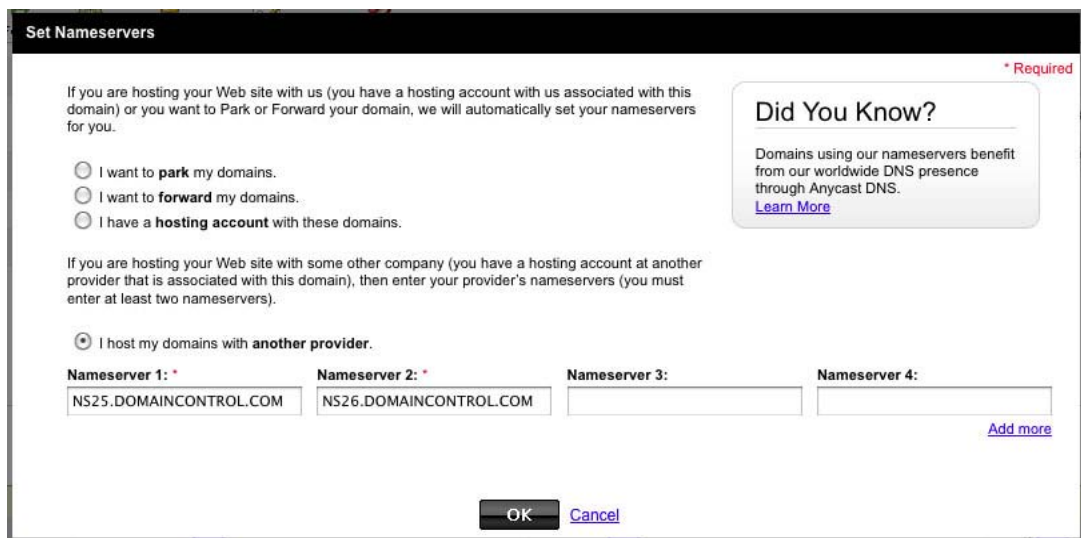 Set Nameservers
* Required
If you are hosting your Web site with us (you have a hosting account with us associated with this
domain) or you want to Park or Forward your domain, we will automatically set your nameservers
for you.
I want to park my domains.
I want to forward my domains.
I have a hosting account with these domains.
Did You Know?
Domains using our nameservers benefit
from our worldwide DNS presence
through Anycast DNS.
Learn More
If you are hosting your Web site with some other company (you have a hosting account at another
provider that is associated with this domain), then enter your provider's nameservers (you must
enter at least two nameservers).
I host my domains with another provider.
Nameserver 1: * Nameserver 2: * Nameserver 3: Nameserver 4:
NS25.DOMAINCONTROL.COM NS26.DOMAINCONTROL.COM
Add more
OK Cancel